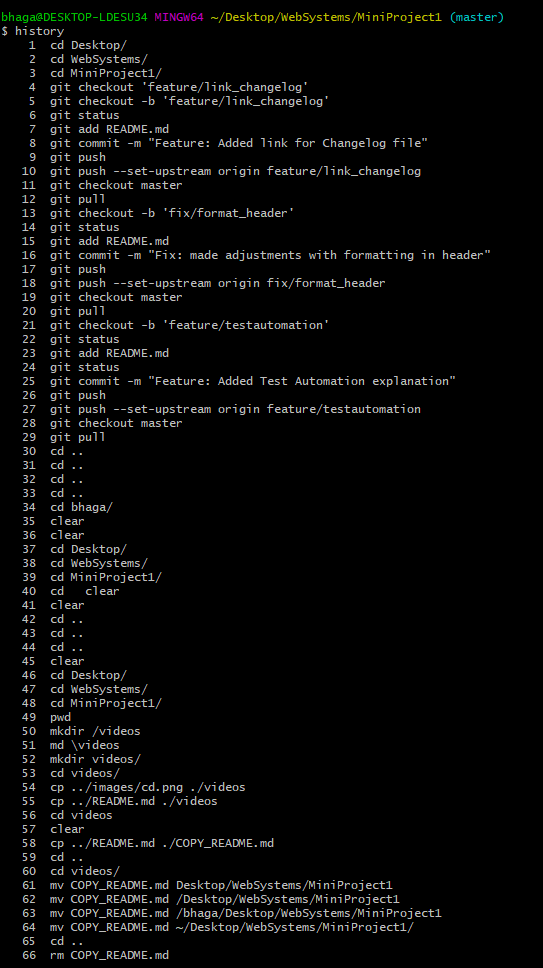 bhaga@DESKTOP-LDESU34 MINGW64 ~/Desktop/WebSystems/MiniProject1 (master)
$ history
1 cd Desktop/
2 cd WebSystems/
3 cd MiniProject1/
4 git checkout 'feature/link_changelog'
5 git checkout -b 'feature/link_changelog'
6 git status
7 git add README.md
8 git commit -m "Feature: Added link for Changelog file"
9 git push
10 git push --set-upstream origin feature/link_changelog
11 git checkout master
12 git pull
13 git checkout -b 'fix/format_header'
14 git status
15 git add README.md
16 git commit -m "Fix: made adjustments with formatting in header"
17 git push
18 git push --set-upstream origin fix/format_header
19 git checkout master
20 git pull
21 git checkout -b 'feature/testautomation'
22 git status
23 git add README.md
24 git status
25 git commit -m "Feature: Added Test Automation explanation"
26 git push
27 git push --set-upstream origin feature/testautomation
28 git checkout master
29 git pull
30 cd ..
31 cd ..
32 cd ..
33 cd ..
34 cd bhaga/
35 clear
36 clear
37 cd Desktop/
38 cd WebSystems/
39 cd MiniProject1/
40 cd   clear
41 clear
42 cd ..
43 cd ..
44 cd ..
45 clear
46 cd Desktop/
47 cd WebSystems/
48 cd MiniProject1/
49 pwd
50 mkdir /videos
51 md \videos
52 mkdir videos/
53 cd videos/
54 cp ../images/cd.png ./videos
55 cp ../README.md ./videos
56 cd videos
57 clear
58 cp ../README.md ./COPY_README.md
59 cd ..
60 cd videos/
61 mv COPY_README.md Desktop/WebSystems/MiniProject1
62 mv COPY_README.md /Desktop/WebSystems/MiniProject1
63 mv COPY_README.md /bhaga/Desktop/WebSystems/MiniProject1
64 mv COPY_README.md ~/Desktop/WebSystems/MiniProject1/
65 cd ..
66 rm COPY_README.md